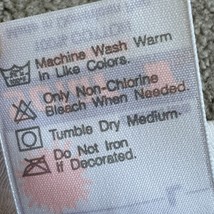 Machine Wash Warm
In Like Colors.
Only Non-Chlorine
Bleach When Needed.
Tumble Dry Medium-
Do Not Iron
If Decorated.